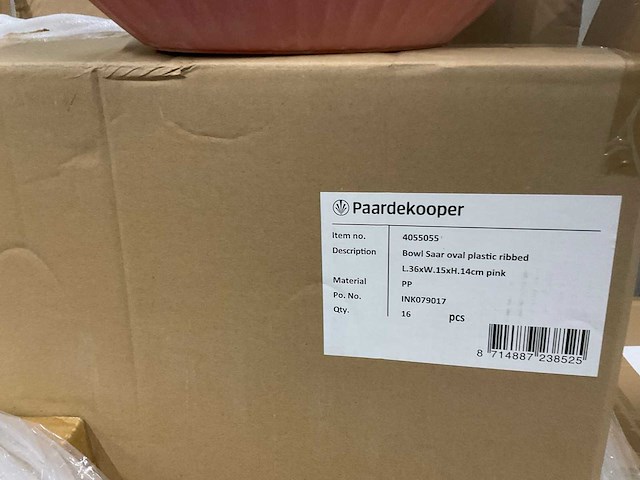 Paardekooper
Item no. 4055055
Description Bowl Saar oval plastic ribbed
L.36xW.15xH.14cm pink
Material PP
Po. No. INK079017
Qty. 16 pcs
8 714887 238525